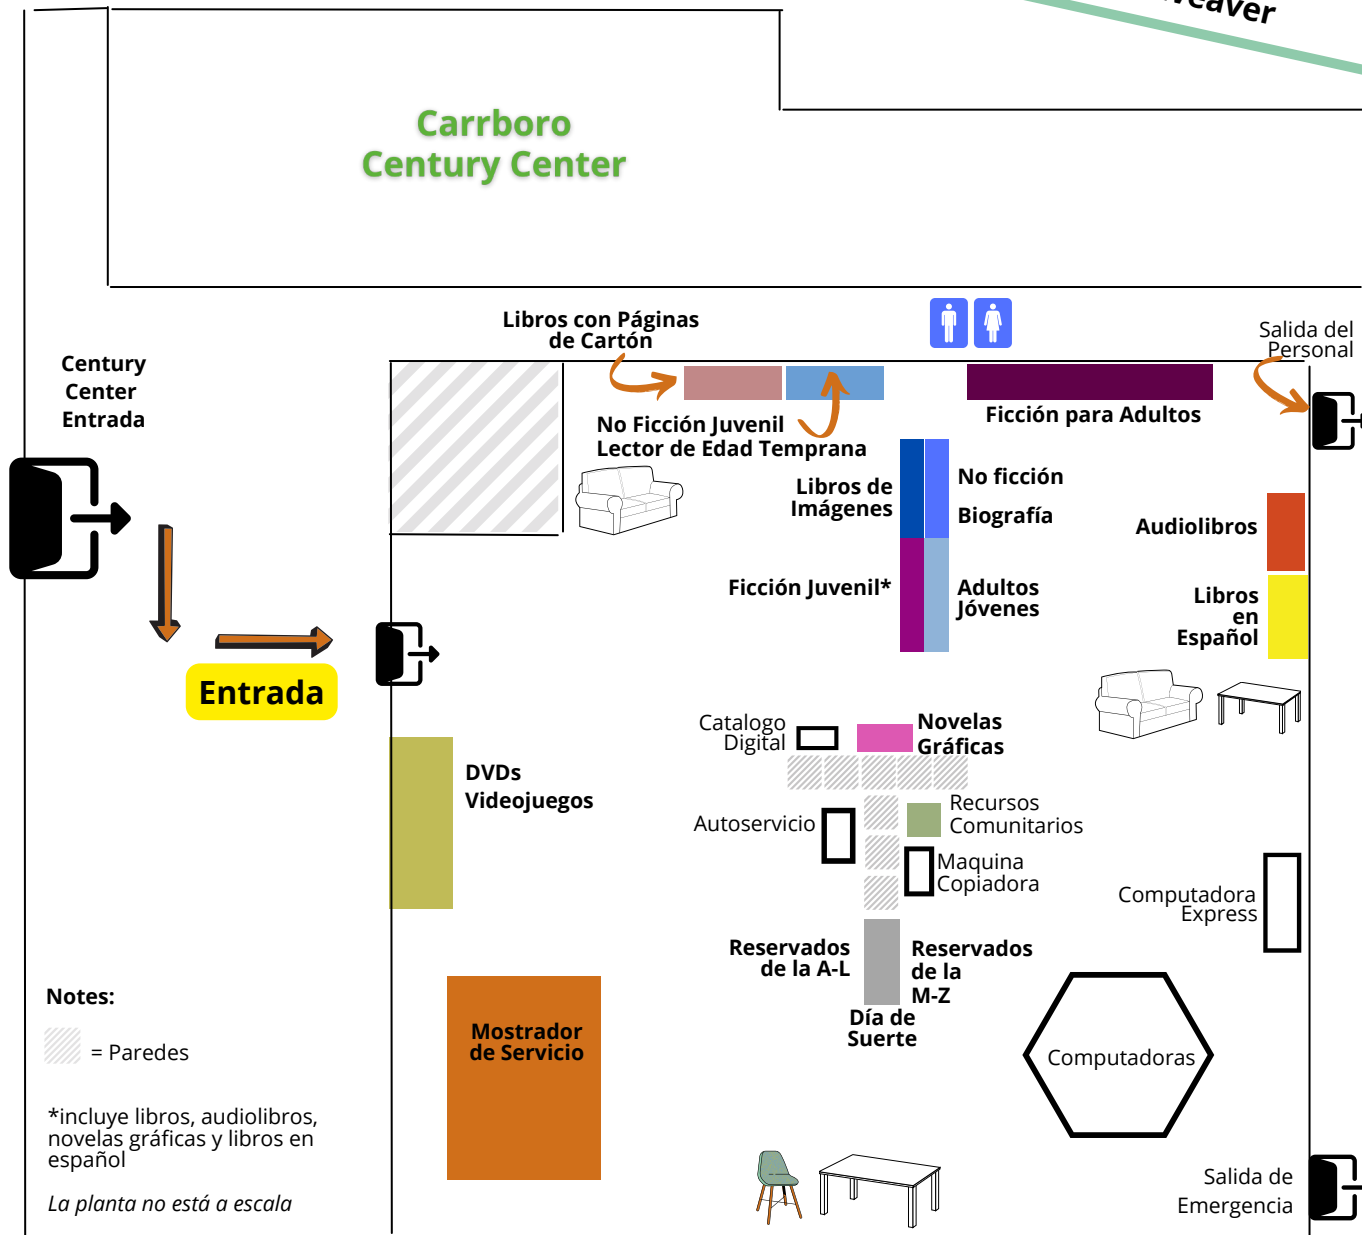 Weaver
Carrboro
Century Center
Libros con Páginas
de Cartón
Salida del
Personal
Century
Center
Entrada
No Ficción Juvenil
Lector de Edad Temprana
Ficción para Adultos
Libros de
Imágenes
No ficción
Biografía
Audiolibros
Ficción Juvenil*
Adultos
Jóvenes
Libros
en
Español
Entrada
Catalogo
Digital
Novelas
Gráficas
DVDs
Videojuegos
Autoservicio
Recursos
Comunitarios
Maquina
Copiadora
Computadora
Express
Reservados
de la A-L
Reservados
de la
M-Z
Día de
Suerte
Mostrador
de Servicio
Computadoras
Notes:
= Paredes
*incluye libros, audiolibros,
novelas gráficas y libros en
español
La planta no está a escala
Salida de
Emergencia